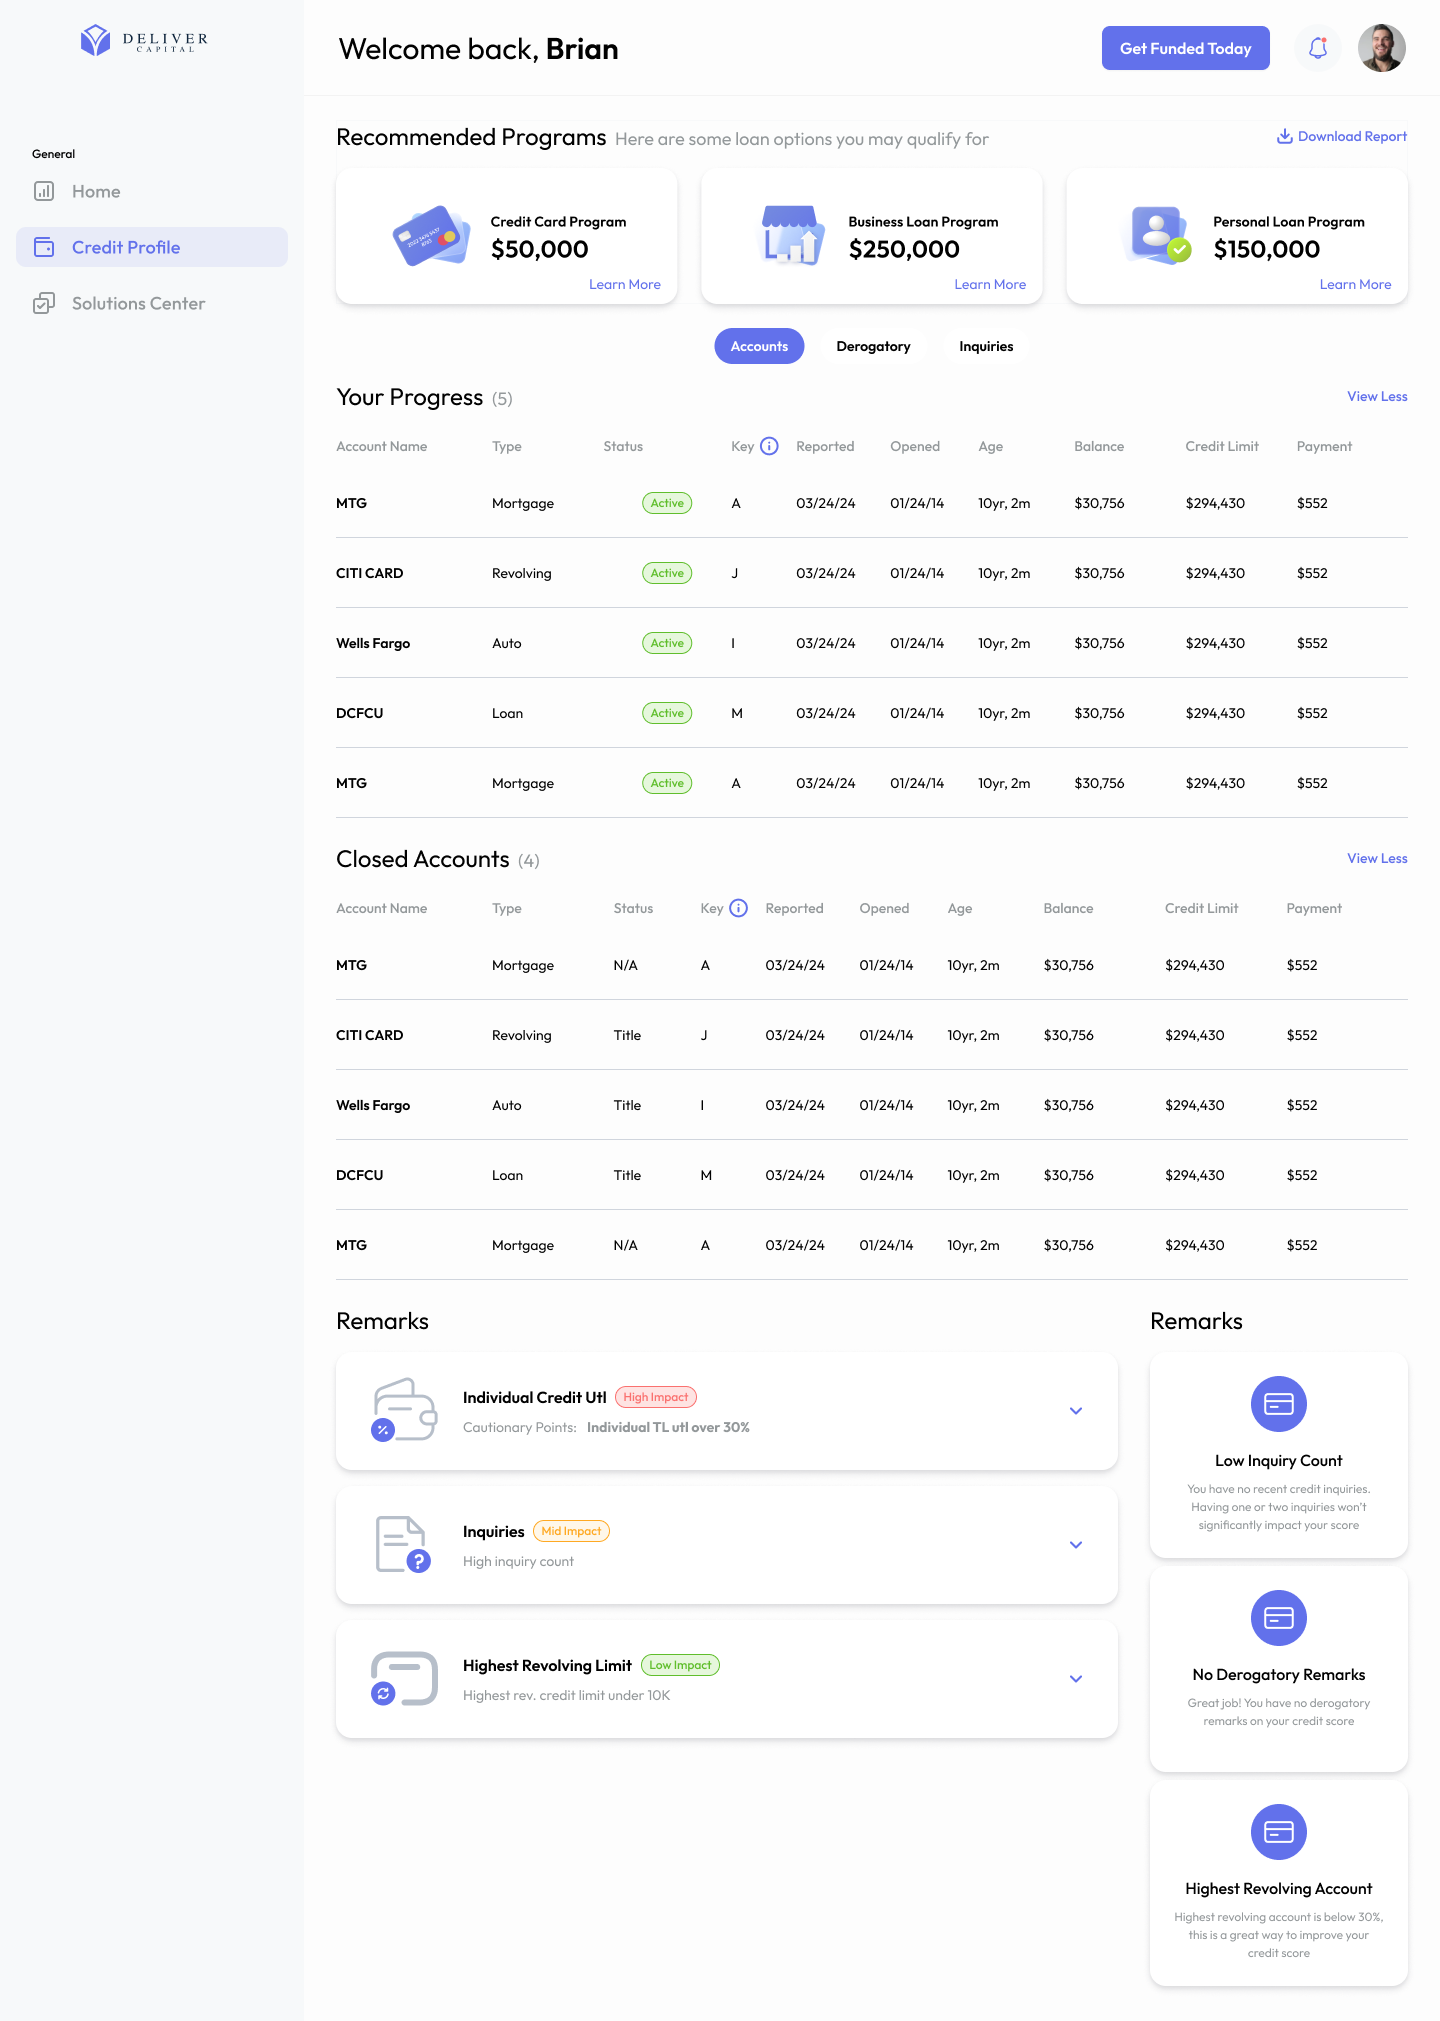 DELIVER
CAPITAL
General
Home
Credit Profile
Solutions Center
Welcome back, Brian
Get Funded Today
Recommended Programs Here are some loan options you may qualify for
Download Report
Credit Card Program
$50,000
Learn More
Business Loan Program
$250,000
Learn More
Personal Loan Program
$150,000
Learn More
Accounts Derogatory Inquiries
Your Progress (5)
View Less
Account Name Type Status Key Reported Opened Age Balance Credit Limit Payment
MTG Mortgage Active A 03/24/24 01/24/14 10yr, 2m $30,756 $294,430 $552
CITI CARD Revolving Active J 03/24/24 01/24/14 10yr, 2m $30,756 $294,430 $552
Wells Fargo Auto Active I 03/24/24 01/24/14 10yr, 2m $30,756 $294,430 $552
DCFCU Loan Active M 03/24/24 01/24/14 10yr, 2m $30,756 $294,430 $552
MTG Mortgage Active A 03/24/24 01/24/14 10yr, 2m $30,756 $294,430 $552
Closed Accounts (4)
View Less
Account Name Type Status Key Reported Opened Age Balance Credit Limit Payment
MTG Mortgage N/A A 03/24/24 01/24/14 10yr, 2m $30,756 $294,430 $552
CITI CARD Revolving Title J 03/24/24 01/24/14 10yr, 2m $30,756 $294,430 $552
Wells Fargo Auto Title I 03/24/24 01/24/14 10yr, 2m $30,756 $294,430 $552
DCFCU Loan Title M 03/24/24 01/24/14 10yr, 2m $30,756 $294,430 $552
MTG Mortgage N/A A 03/24/24 01/24/14 10yr, 2m $30,756 $294,430 $552
Remarks
Individual Credit Utl High Impact
Cautionary Points: Individual TL utl over 30%
Inquiries Mid Impact
High inquiry count
Highest Revolving Limit Low Impact
Highest rev. credit limit under 10K
Remarks
Low Inquiry Count
You have no recent credit inquiries.
Having one or two inquiries won't
significantly impact your score
No Derogatory Remarks
Great job! You have no derogatory
remarks on your credit score
Highest Revolving Account
Highest revolving account is below 30%,
this is a great way to improve your
credit score